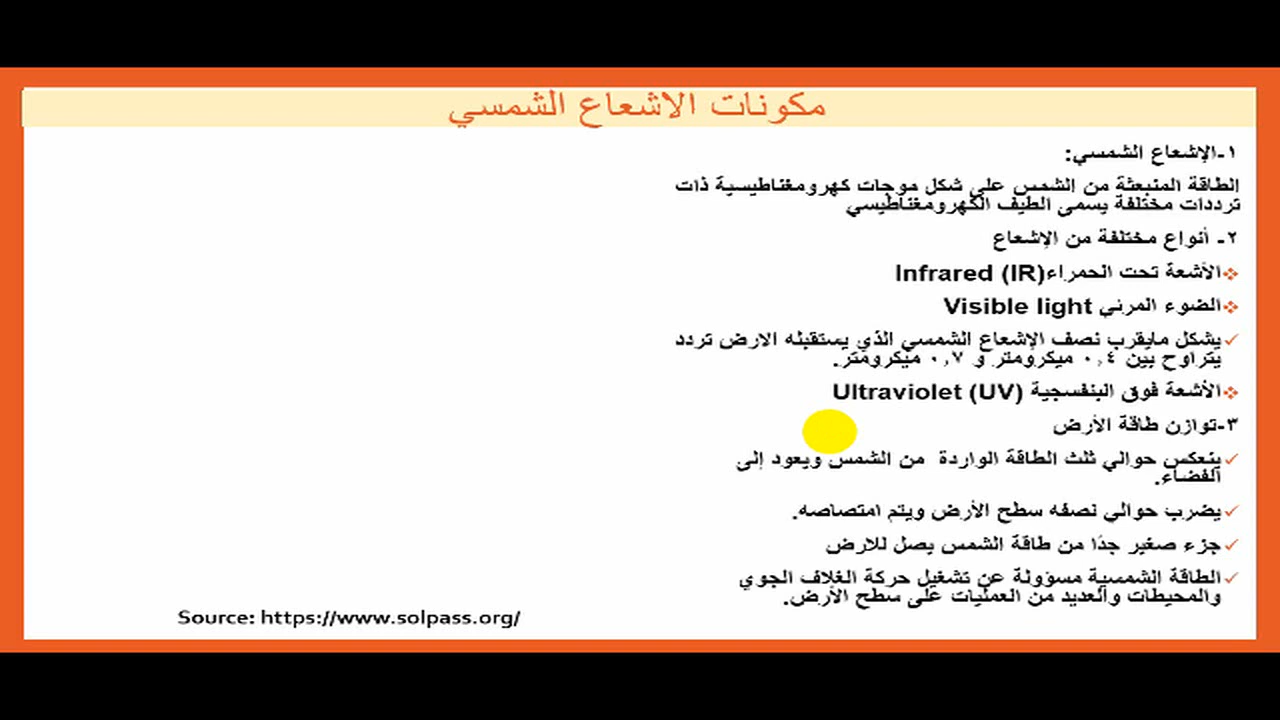 مكونات الاشعاع الشمسي
١-الإشعاع الشمسي:
الطاقة المنبعثة من الشمس على شكل موجات كهرومغناطيسية ذات
ترددات مختلفة يسمى الطيف الكهرومغناطيسي
٢- أنواع مختلفة من الإشعاع
الأشعة تحت الحمراءInfrared (IR)
الضوء المرئي Visible light
يشكل مايقرب نصف الإشعاع الشمسي الذي يستقبله الارض تردد
يتراوح بين ٠,٤ ميكرومتر و ٠,٧ ميكرومتر.
الأشعة فوق البنفسجية Ultraviolet (UV)
٣-توازن طاقة الأرض
ينعكس حوالي ثلث الطاقة الواردة من الشمس ويعود إلى
الفضاء.
يضرب حوالي نصفه سطح الأرض ويتم امتصاصه.
جزء صغير جدًا من طاقة الشمس يصل للارض
الطاقة الشمسية مسؤولة عن تشغيل حركة الغلاف الجوي
والمحيطات والعديد من العمليات على سطح الأرض.
Source: https://www.solpass.org/